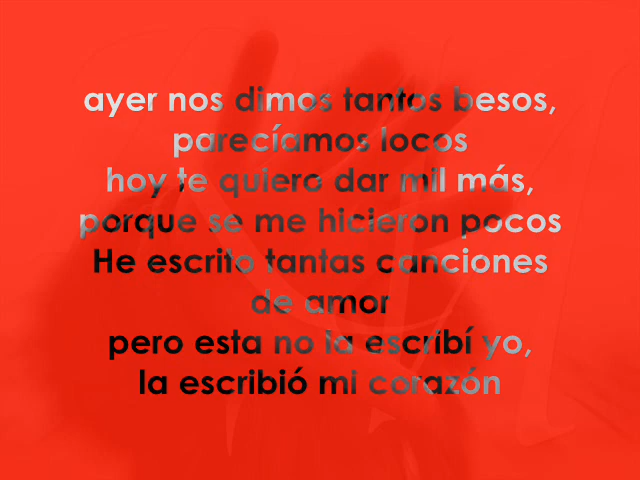 ayer nos dimos tantos besos,
parecíamos locos
hoy te quiero dar mil más,
porque se me hicieron pocos
He escrito tantas canciones
de amor
pero esta no la escribí yo,
la escribió mi corazón